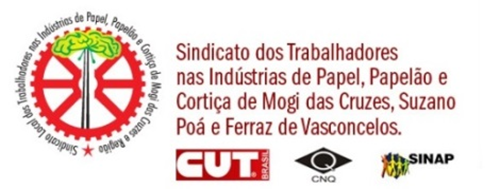 Sindicato Local dos Trabalhadores nas Indústrias de Papel, Papelão e Cortiça de Mogi das Cruzes e Região
Sindicato dos Trabalhadores
nas Indústrias de Papel, Papelão e
Cortiça de Mogi das Cruzes, Suzano
Poá e Ferraz de Vasconcelos.
CUT BRASIL
CNQ
SINAP